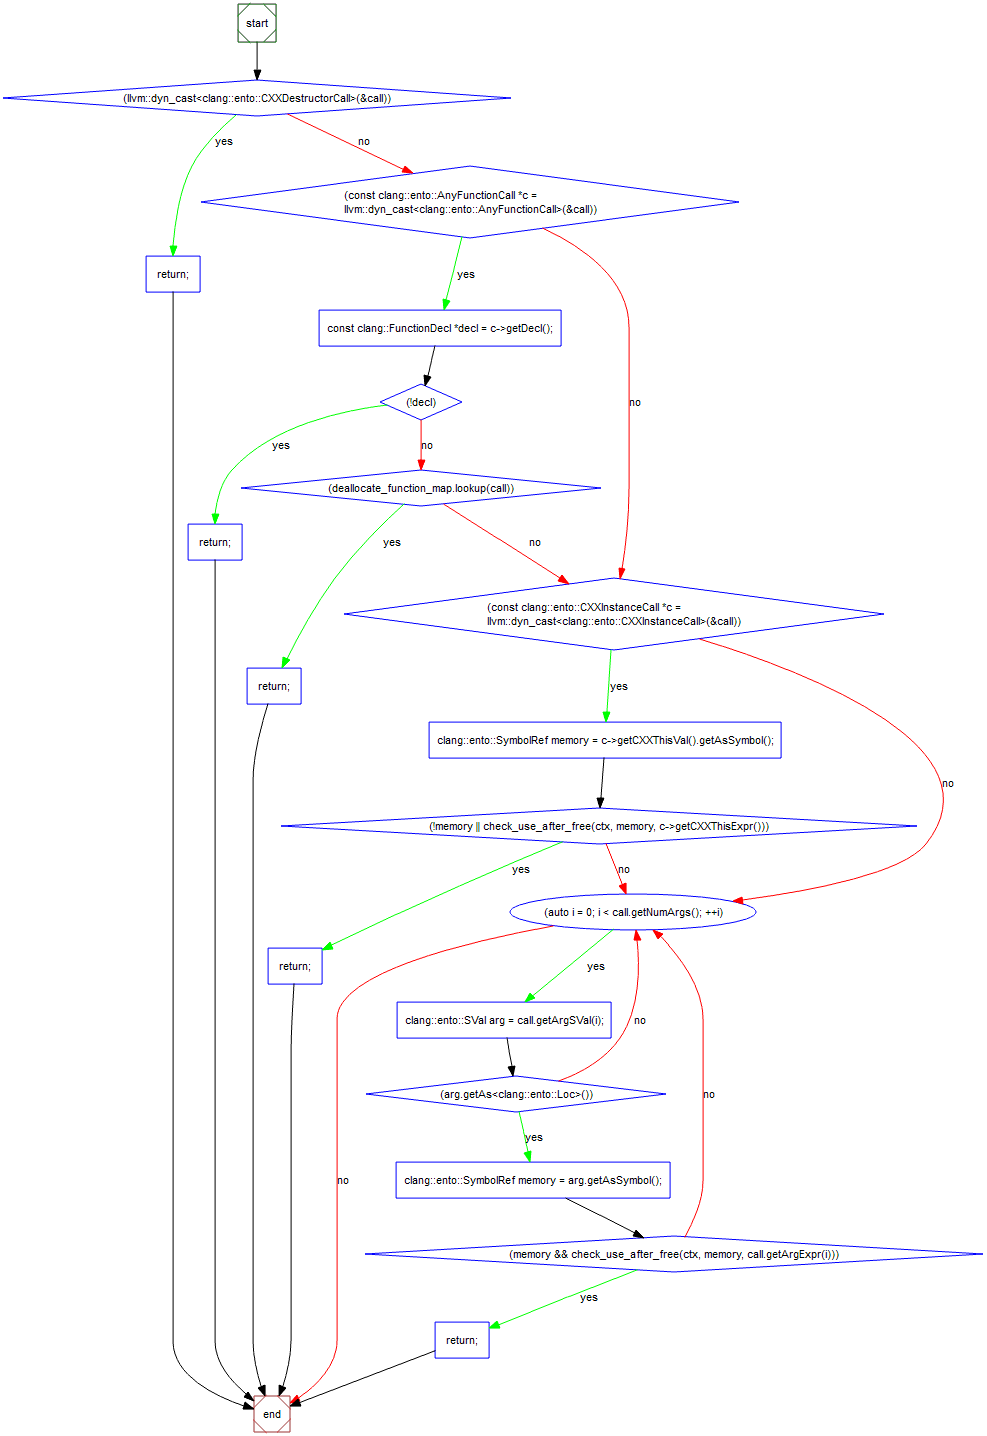 start
(llvm::dyn_cast<clang::ento::CXXDestructorCall>(&call))
yes
no
(const clang::ento::AnyFunctionCall *c =
llvm::dyn_cast<clang::ento::AnyFunctionCall>(&call))
return;
yes
const clang::FunctionDecl *decl = c->getDecl();
no
(!decl)
yes
no
(deallocate_function_map.lookup(call))
return;
yes
no
(const clang::ento::CXXInstanceCall *c =
llvm::dyn_cast<clang::ento::CXXInstanceCall>(&call))
return;
yes
clang::ento::SymbolRef memory = c->getCXXThisVal().getAsSymbol();
no
(!memory || check_use_after_free(ctx, memory, c->getCXXThisExpr()))
yes
no
(auto i = 0; i < call.getNumArgs(); ++i)
return;
yes
clang::ento::SVal arg = call.getArgSVal(i);
no
(arg.getAs<clang::ento::Loc>())
no
yes
no
clang::ento::SymbolRef memory = arg.getAsSymbol();
(memory && check_use_after_free(ctx, memory, call.getArgExpr(i)))
yes
return;
end